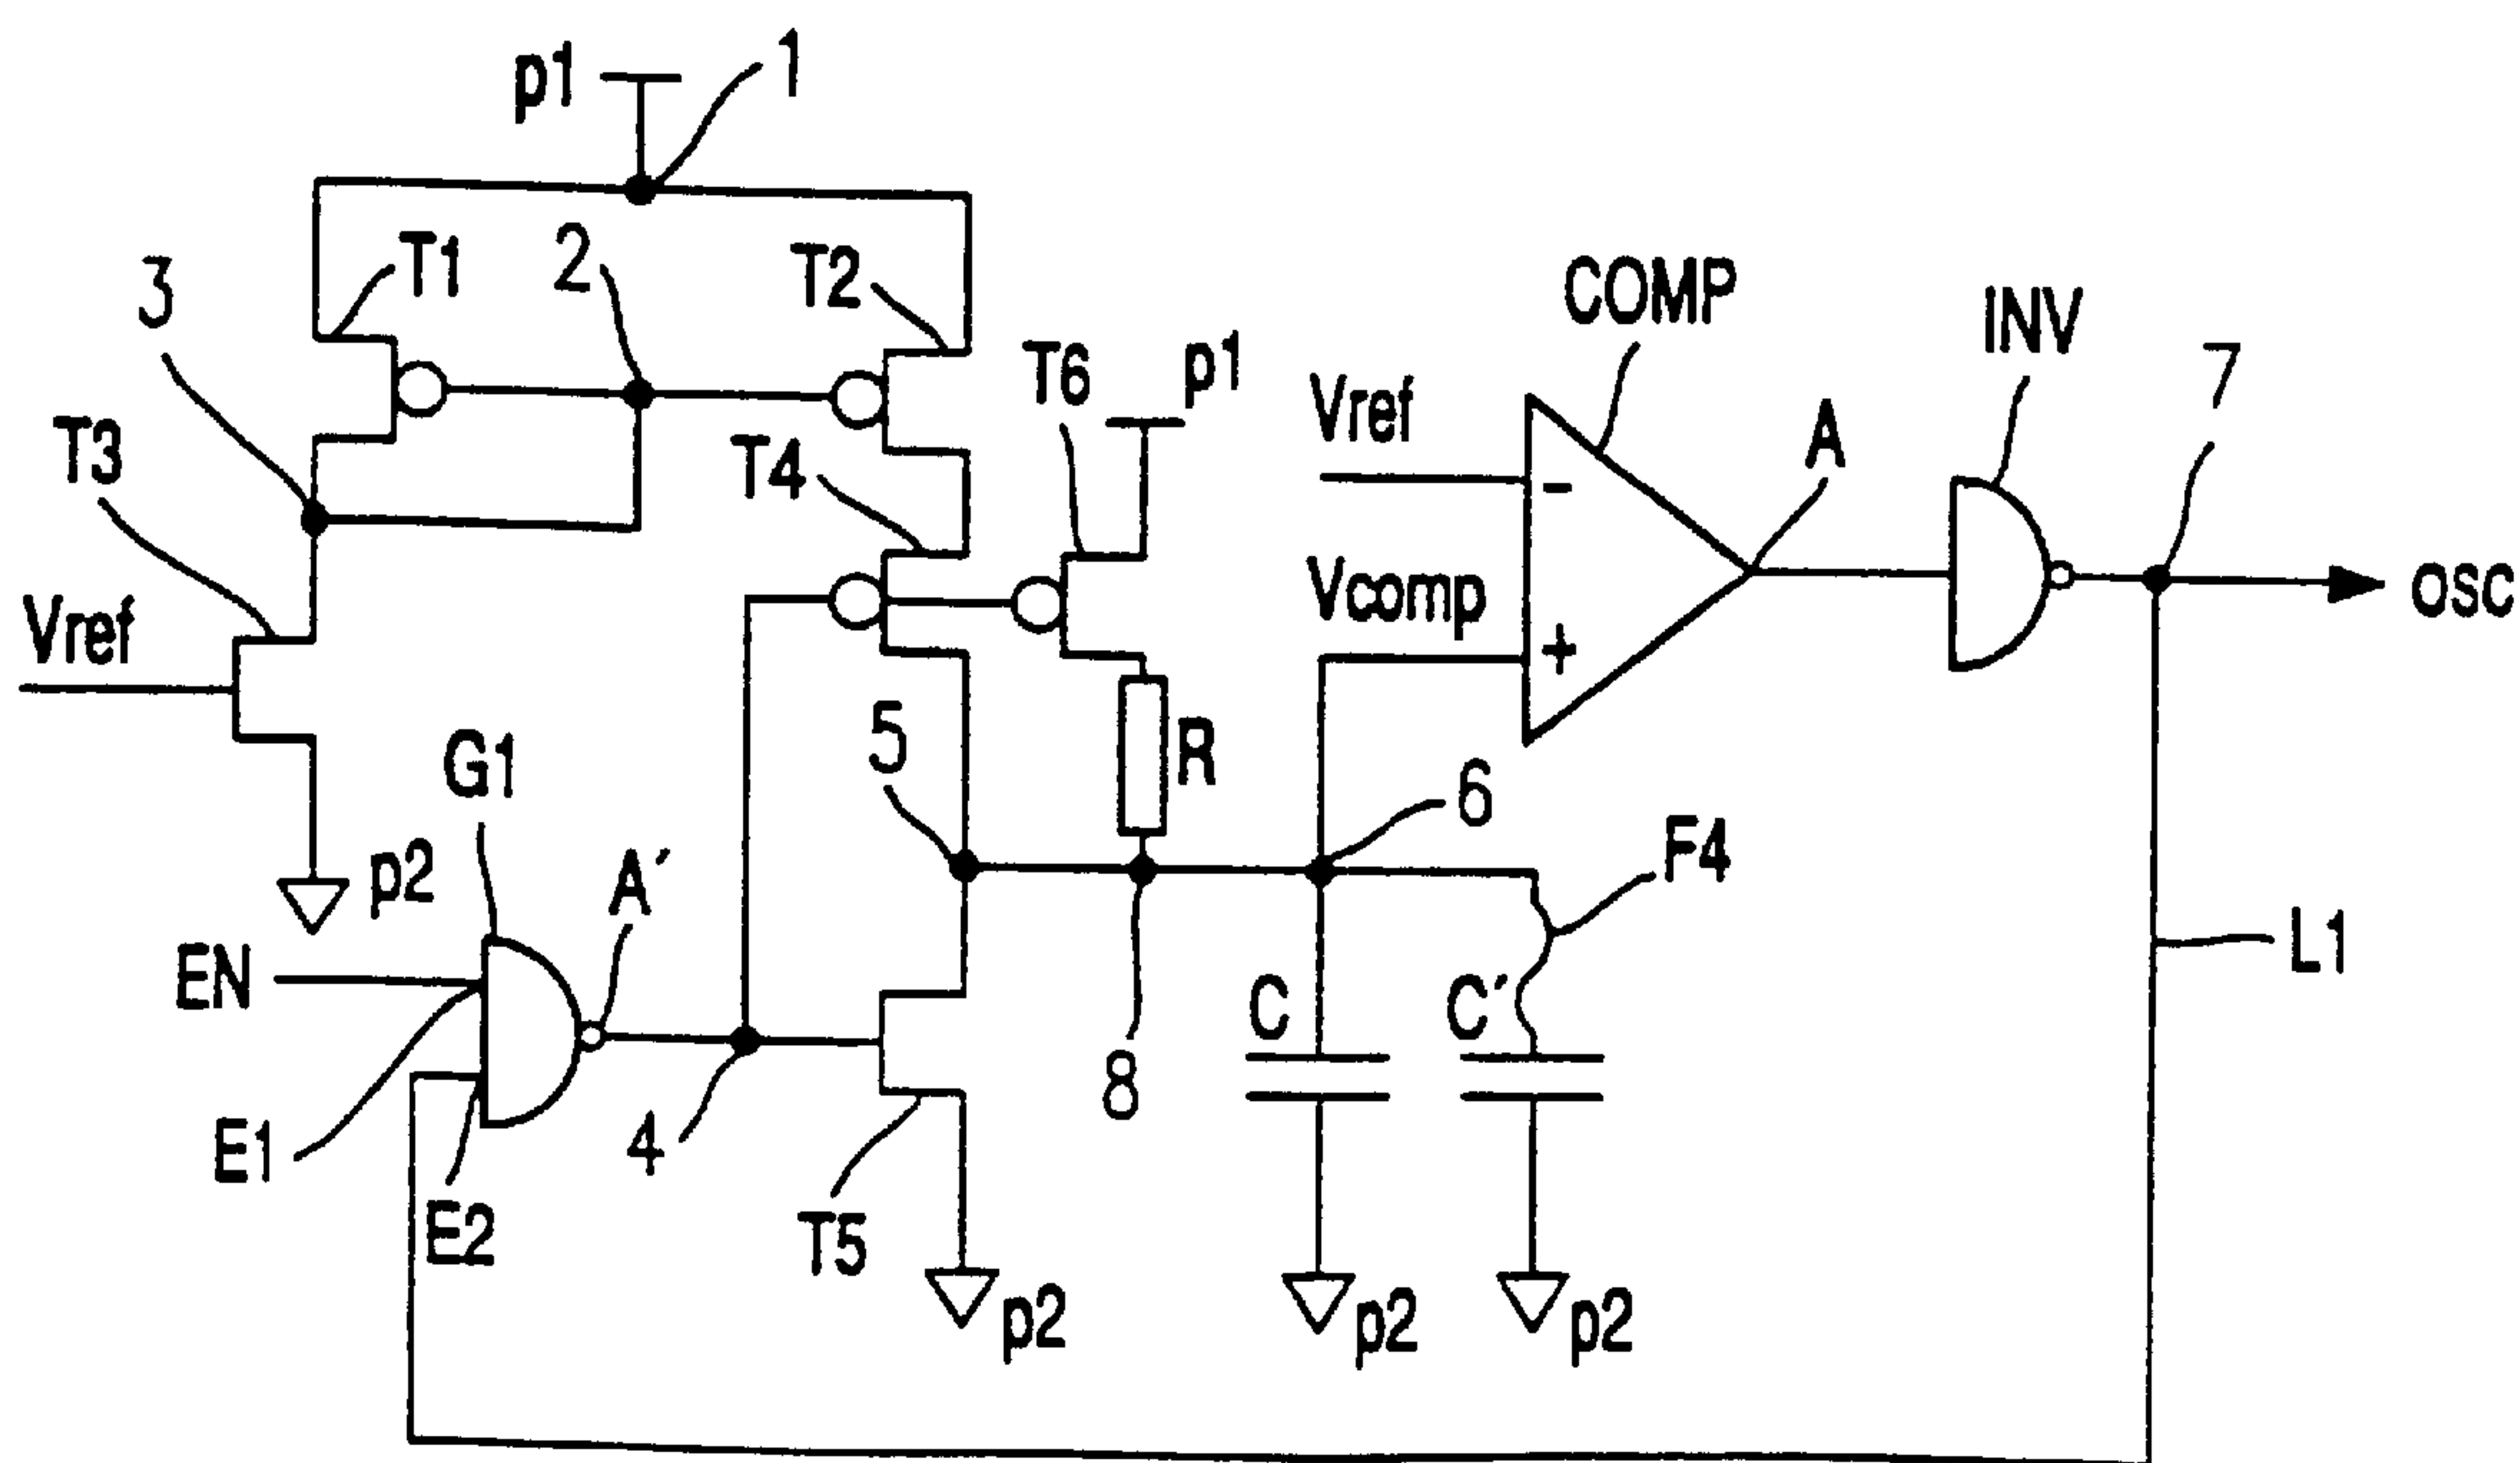 p1
1
3
T1
2
T2
COMP
INV
7
T6
p1
Vref
A
T3
T4
-
Vref
Vcomp
+
OSC
5
R
G1
6
p2
A´
F4
EN
C
C´
L1
E1
4
8
E2
T5
p2
p2
p2